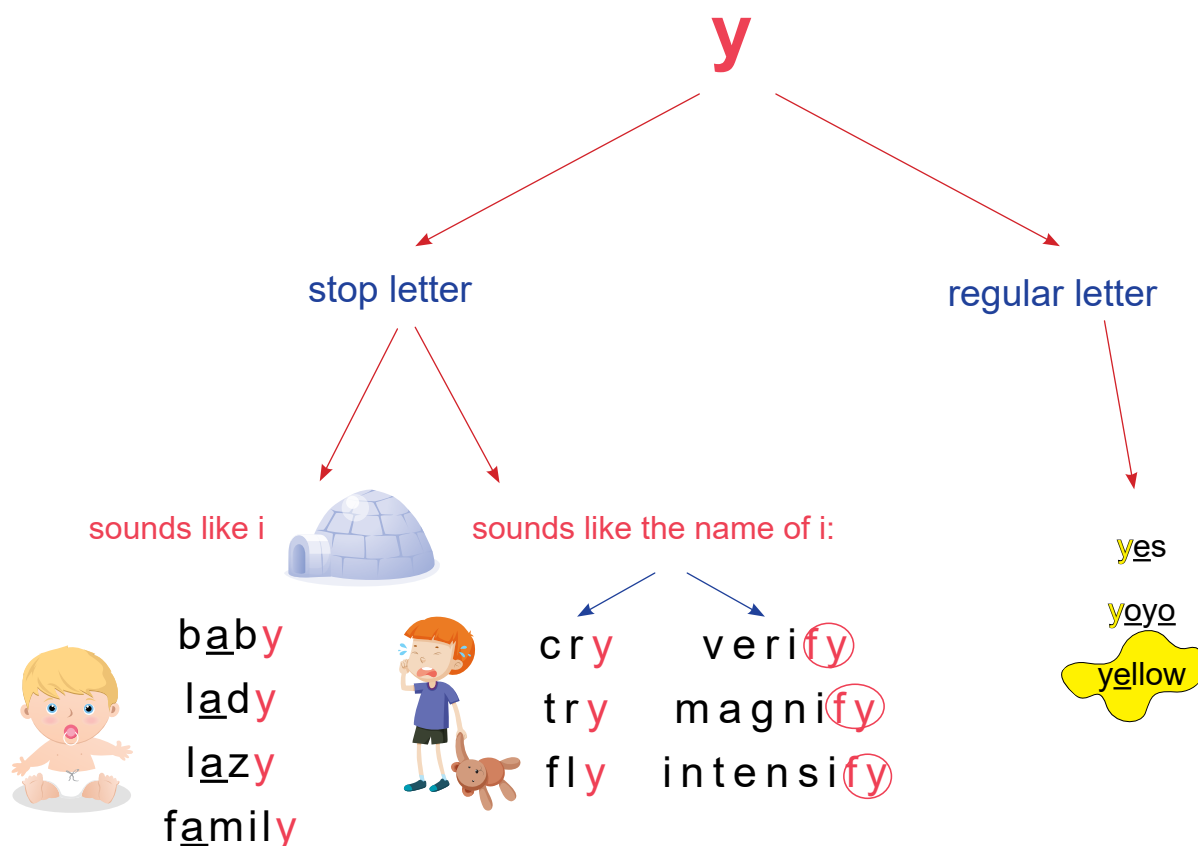 y
stop letter
regular letter
sounds like i
sounds like the name of i:
baby
lady
lazy
family
cry
try
fly
verify
magnify
intensify
yes
yoyo
yellow